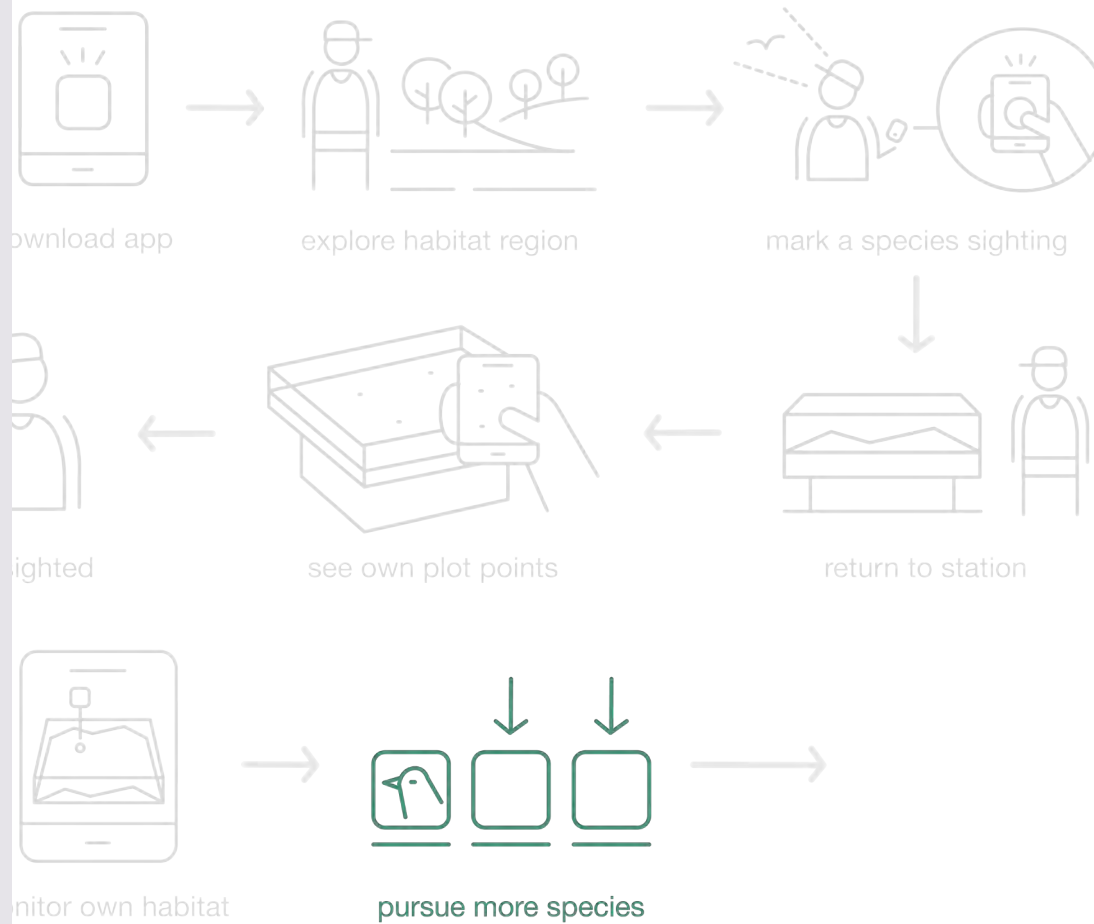 ownload app
explore habitat region
mark a species sighting
sighted
see own plot points
return to station
nitor own habitat
pursue more species